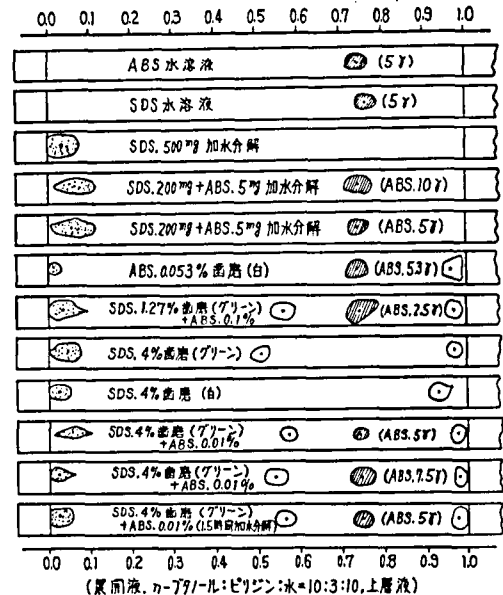 0.0 0.1 0.2 0.3 0.4 0.5 0.6 0.7 0.8 0.9 1.0
ABS水溶液 (5γ)
SDS水溶液 (5γ)
SDS.500mg 加水分解
SDS.200mg+ABS.5mg 加水分解 (ABS.10γ)
SDS.200mg+ABS.5mg 加水分解 (ABS.5γ)
ABS.0.053%歯磨(白) (ABS.5.3γ)
SDS.1.27%歯磨(グリーン) (ABS.25γ)
+ABS.0.1%
SDS.4%歯磨(グリーン)
SDS.4%歯磨(白)
SDS.4%歯磨(グリーン) (ABS.5γ)
+ABS.0.01%
SDS.4%歯磨(グリーン) (ABS.7.5γ)
+ABS.0.01%
SDS.4%歯磨(グリーン) (ABS.5γ)
+ABS.0.01%(1.5時間加水分解)
0.0 0.1 0.2 0.3 0.4 0.5 0.6 0.7 0.8 0.9 1.0
(展開液.n-ブタノール:ピリジン:水=10:3:10,上層液)